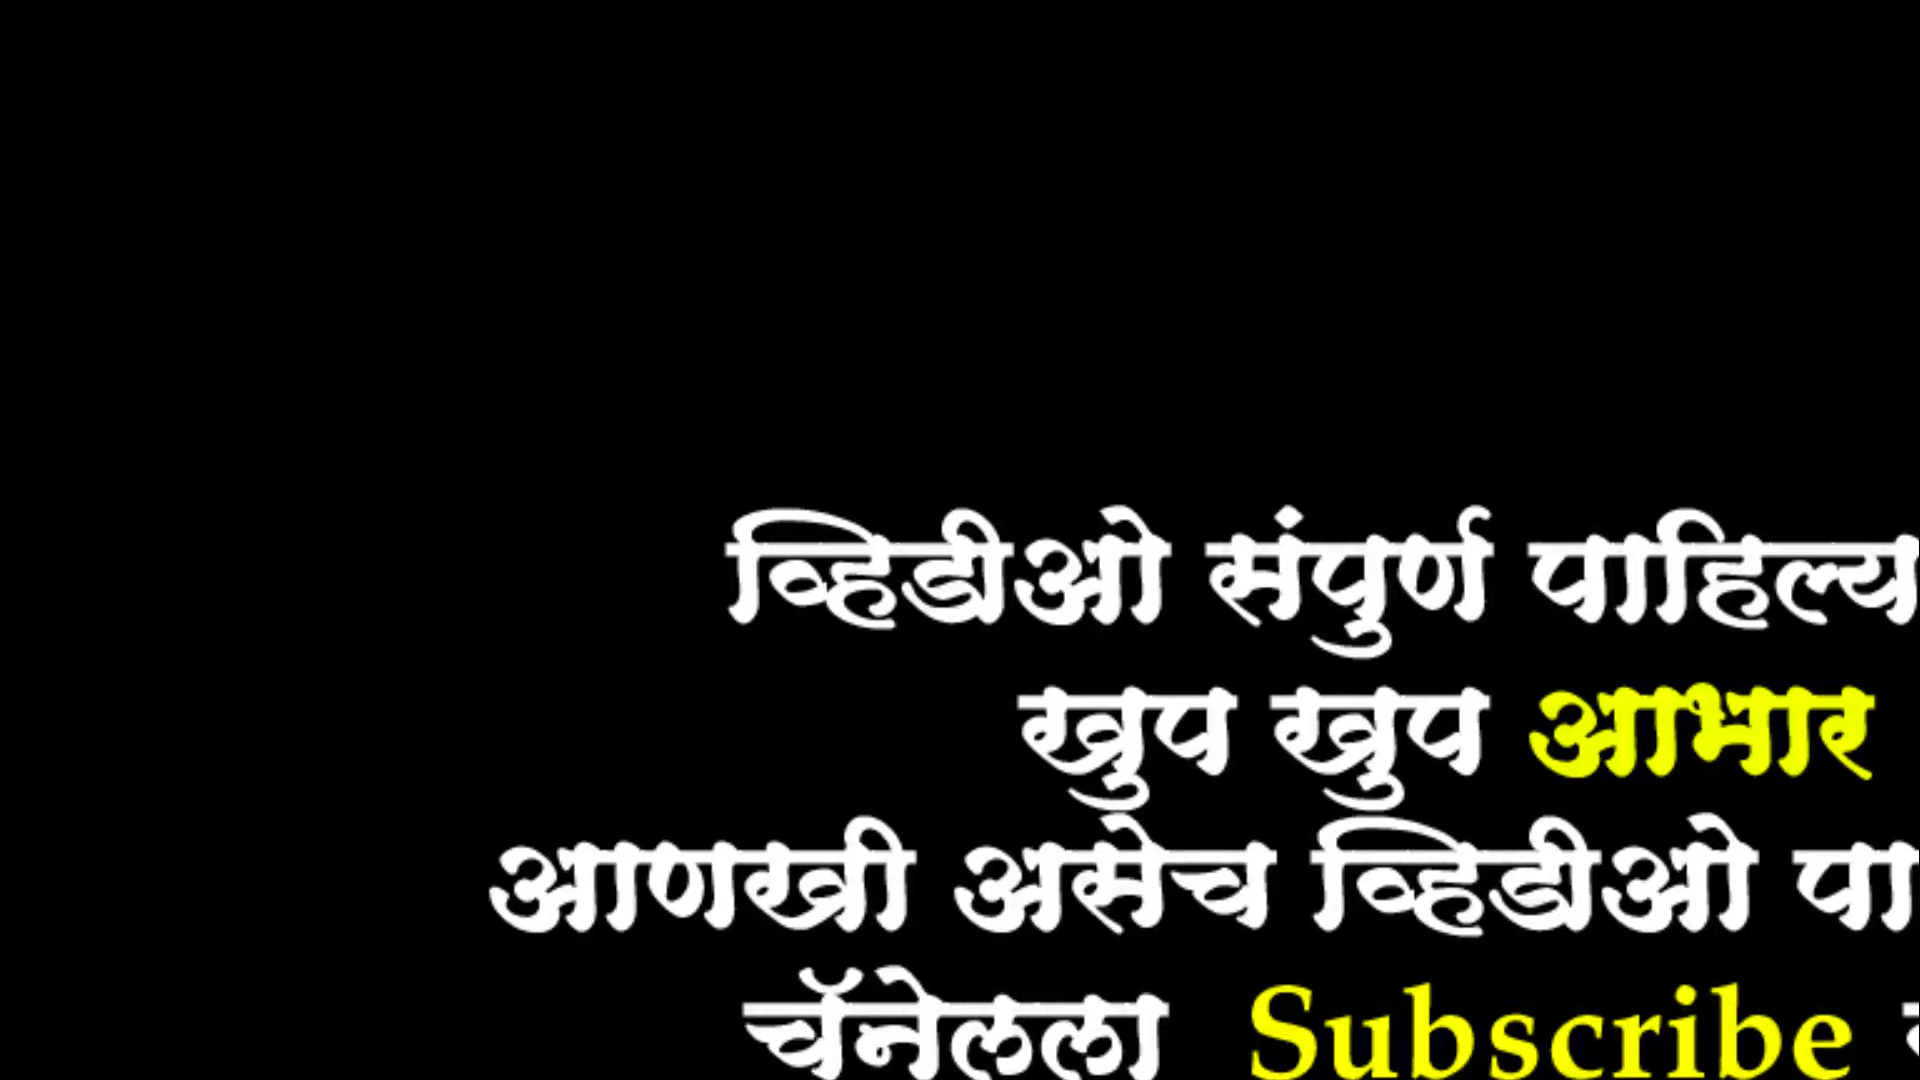 व्हिडीओ संपुर्ण पाहिल्य
खुप खुप आभार
आणखी असेच व्हिडीओ पा
चॅनेलला Subscribe